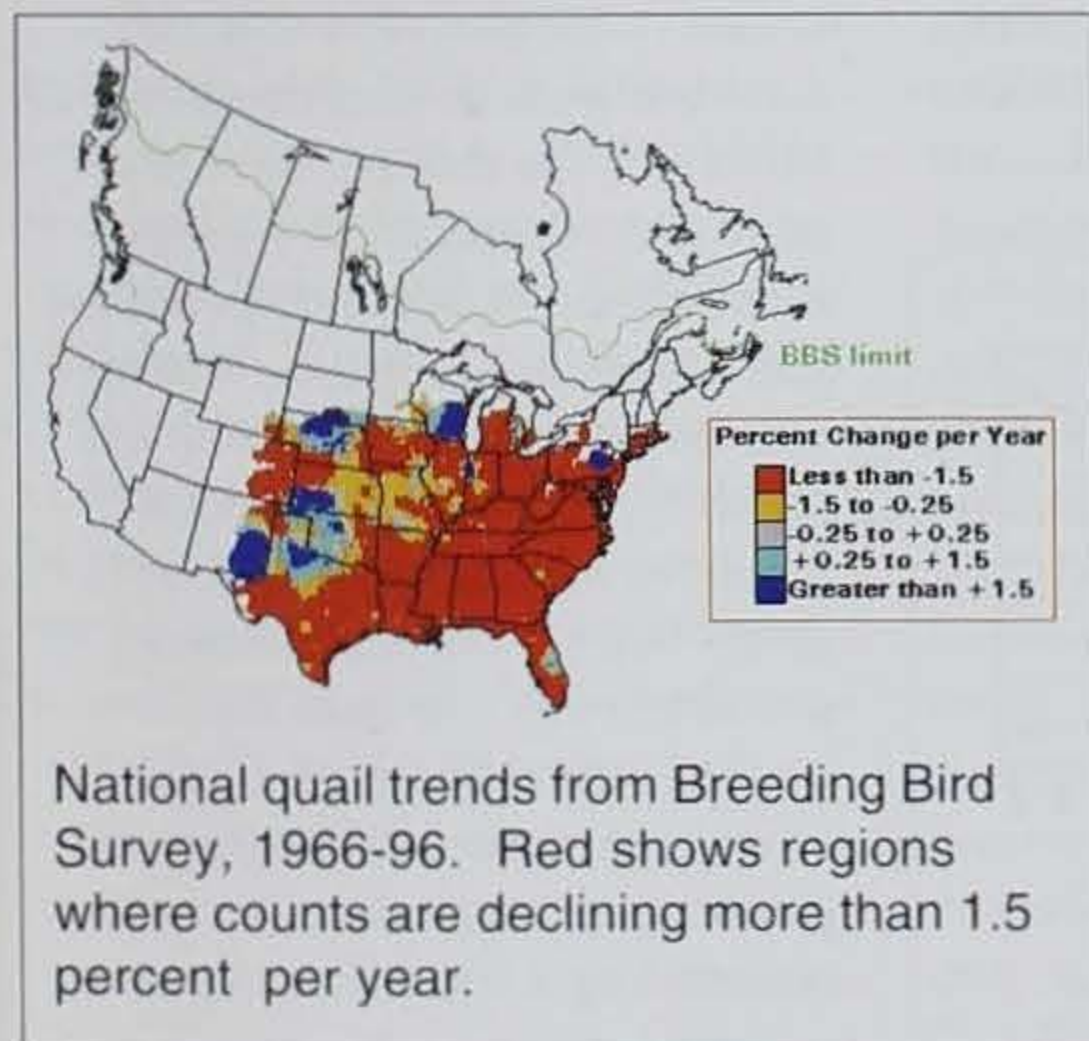 BBS limit
Percent Change per Year
Less than -1.5
-1.5 to -0.25
-0.25 to +0.25
+0.25 to +1.5
Greater than +1.5
National quail trends from Breeding Bird
Survey, 1966-96. Red shows regions
where counts are declining more than 1.5
percent per year.